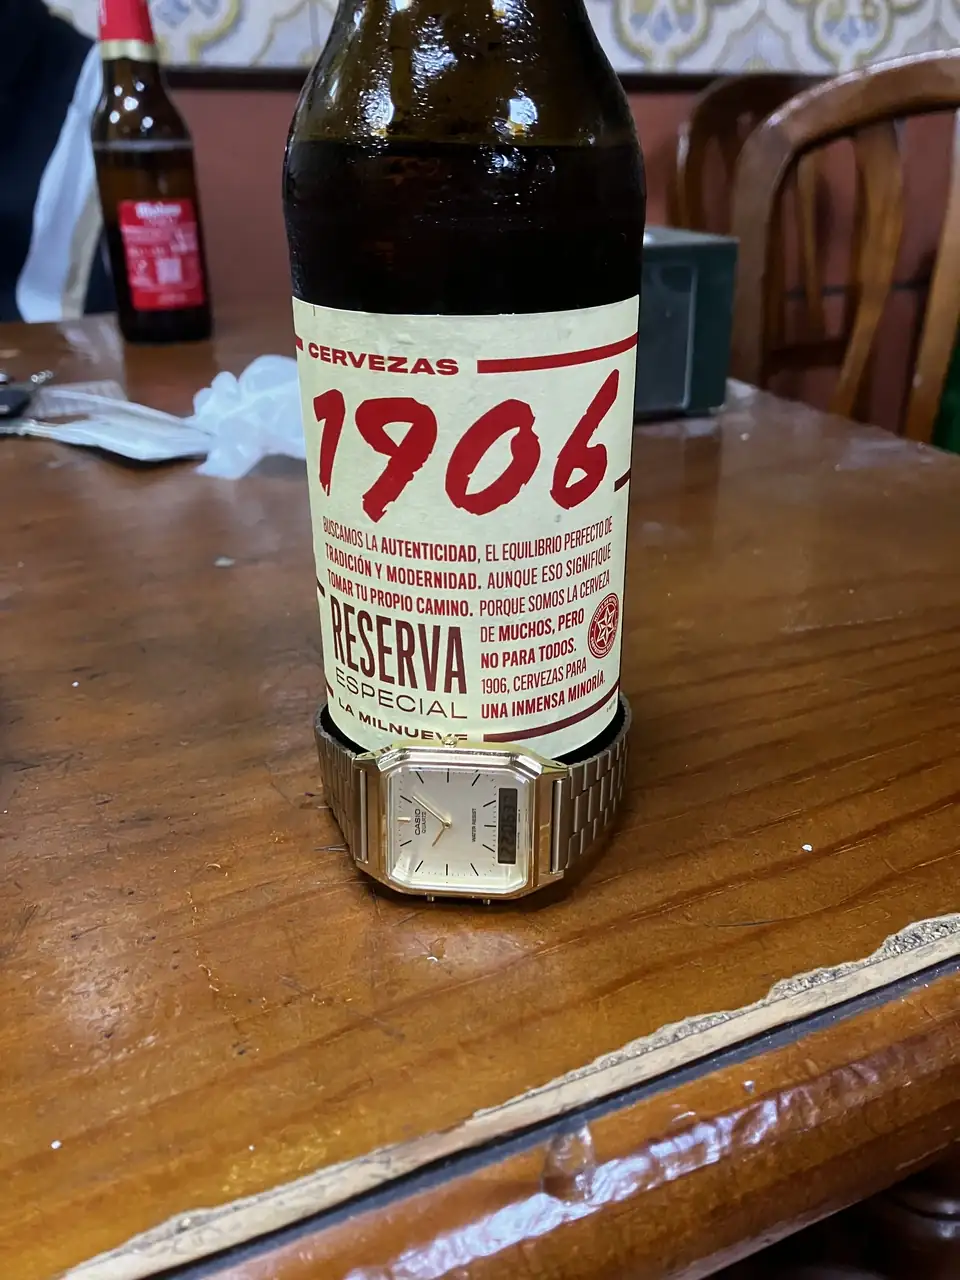 CERVEZAS
1906
BUSCAMOS LA AUTENTICIDAD, EL EQUILIBRIO PERFECTO DE
TRADICIÓN Y MODERNIDAD. AUNQUE ESO SIGNIFIQUE
TOMAR TU PROPIO CAMINO. PORQUE SOMOS LA CERVEZA
DE MUCHOS, PERO
NO PARA TODOS.
1906, CERVEZAS PARA
UNA INMENSA MINORÍA.
RESERVA
ESPECIAL
LA MILNUEVE
CASIO
QUARTZ
WATER RESIST